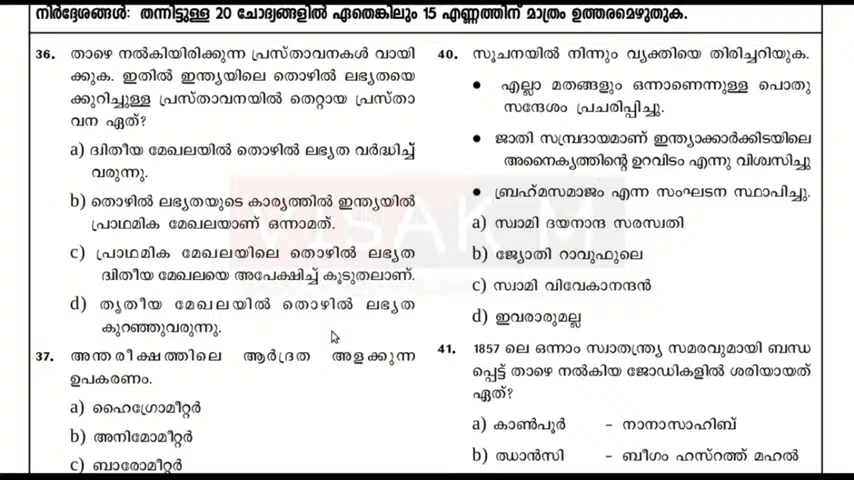 നിർദ്ദേശങ്ങൾ: തന്നിട്ടുള്ള 20 ചോദ്യങ്ങളിൽ ഏതെങ്കിലും 15 എണ്ണത്തിന് മാത്രം ഉത്തരമെഴുതുക.
36. താഴെ നൽകിയിരിക്കുന്ന പ്രസ്താവനകൾ വായി
ക്കുക. ഇതിൽ ഇന്ത്യയിലെ തൊഴിൽ ലഭ്യതയെ
ക്കുറിച്ചുള്ള പ്രസ്താവനയിൽ തെറ്റായ പ്രസ്താ
വന ഏത്?
a) ദ്വിതീയ മേഖലയിൽ തൊഴിൽ ലഭ്യത വർദ്ധിച്ച്
വരുന്നു.
b) തൊഴിൽ ലഭ്യതയുടെ കാര്യത്തിൽ ഇന്ത്യയിൽ
പ്രാഥമിക മേഖലയാണ് ഒന്നാമത്.
c) പ്രാഥമിക മേഖലയിലെ തൊഴിൽ ലഭ്യത
ദ്വിതീയ മേഖലയെ അപേക്ഷിച്ച് കൂടുതലാണ്.
d) തൃതീയ മേഖലയിൽ തൊഴിൽ ലഭ്യത
കുറഞ്ഞുവരുന്നു.
37. അന്തരീക്ഷത്തിലെ ആർദ്രത അളക്കുന്ന
ഉപകരണം.
a) ഹൈഗ്രോമീറ്റർ
b) അനിമോമീറ്റർ
c) ബാരോമീറ്റർ
40. സൂചനയിൽ നിന്നും വ്യക്തിയെ തിരിച്ചറിയുക.
• എല്ലാ മതങ്ങളും ഒന്നാണെന്നുള്ള പൊതു
സന്ദേശം പ്രചരിപ്പിച്ചു.
• ജാതി സമ്പ്രദായമാണ് ഇന്ത്യാക്കാർക്കിടയിലെ
അനൈക്യത്തിന്റെ ഉറവിടം എന്നു വിശ്വസിച്ചു
• ബ്രഹ്മസമാജം എന്ന സംഘടന സ്ഥാപിച്ചു.
a) സ്വാമി ദയനാന്ദ സരസ്വതി
b) ജ്യോതി റാവുഫുലെ
c) സ്വാമി വിവേകാനന്ദൻ
d) ഇവരാരുമല്ല
41. 1857 ലെ ഒന്നാം സ്വാതന്ത്ര്യ സമരവുമായി ബന്ധ
പ്പെട്ട് താഴെ നൽകിയ ജോഡികളിൽ ശരിയായത്
ഏത്?
a) കാൺപൂർ – നാനാസാഹിബ്
b) ഝാൻസി – ബീഗം ഹസ്റത്ത് മഹൽ
VISAK M